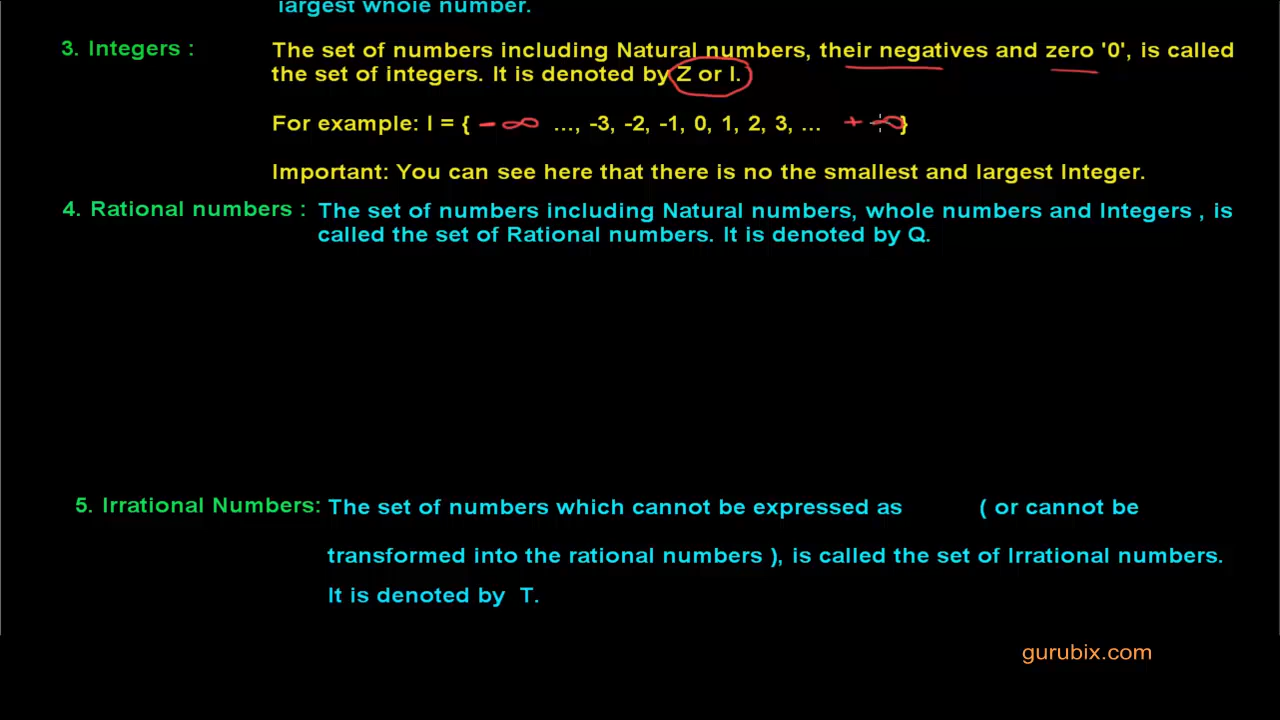 largest whole number.
3. Integers : The set of numbers including Natural numbers, their negatives and zero '0', is called
the set of integers. It is denoted by Z or I.
For example: I = { - ∞ ..., -3, -2, -1, 0, 1, 2, 3, ... + ∞ }
Important: You can see here that there is no the smallest and largest Integer.
4. Rational numbers : The set of numbers including Natural numbers, whole numbers and Integers , is
called the set of Rational numbers. It is denoted by Q.
5. Irrational Numbers: The set of numbers which cannot be expressed as ( or cannot be
transformed into the rational numbers ), is called the set of Irrational numbers.
It is denoted by T.
gurubix.com